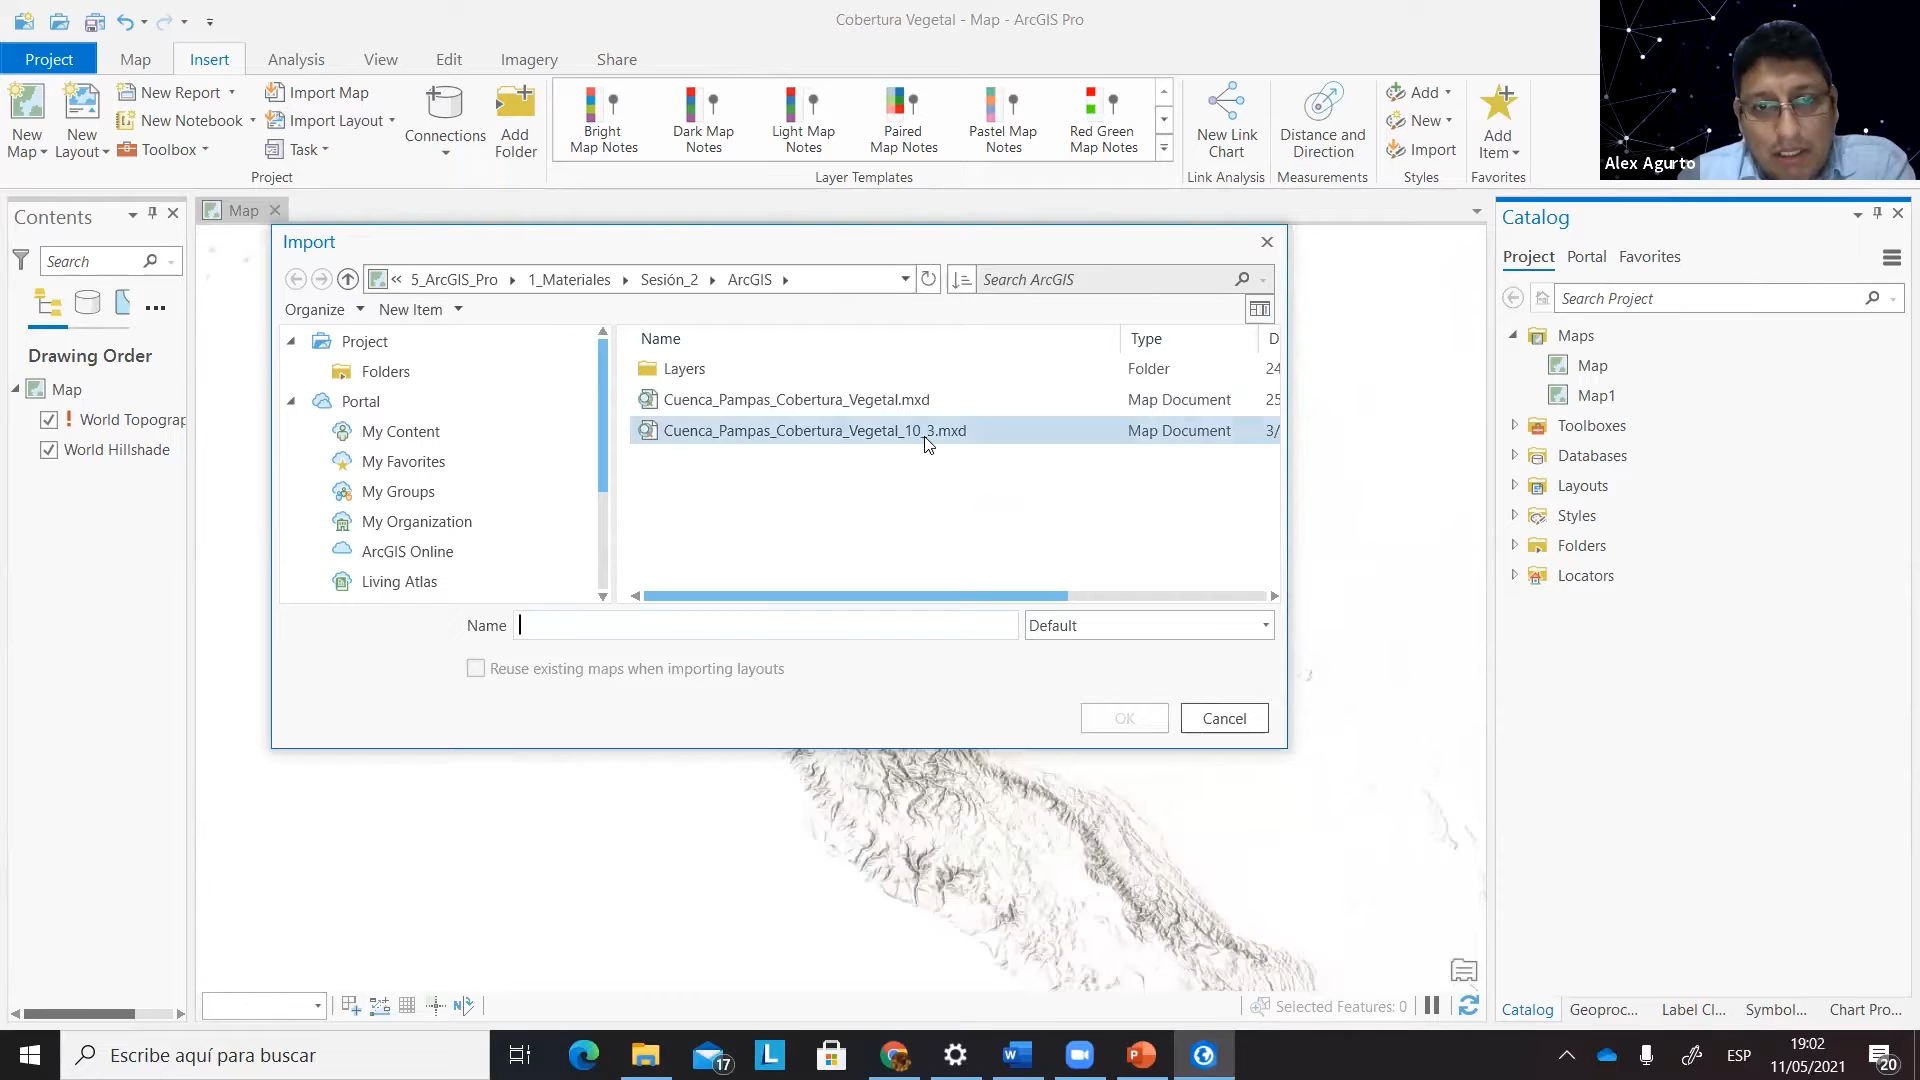 Cobertura Vegetal - Map - ArcGIS Pro
Project
Map
Insert
Analysis
View
Edit
Imagery
Share
New Map
New Layout
New Report
New Notebook
Toolbox
Import Map
Import Layout
Task
Project
Connections
Add Folder
Bright Map Notes
Dark Map Notes
Light Map Notes
Paired Map Notes
Pastel Map Notes
Red Green Map Notes
Layer Templates
New Link Chart
Link Analysis
Distance and Direction
Measurements
Add
New
Import
Styles
Add Item
Favorites
Alex Agurto
Contents
Search
Drawing Order
Map
World Topograp
World Hillshade
Map
Import
« 5_ArcGIS_Pro
1_Materiales
Sesión_2
ArcGIS
Search ArcGIS
Organize
New Item
Project
Folders
Portal
My Content
My Favorites
My Groups
My Organization
ArcGIS Online
Living Atlas
Name Type D
Layers Folder 24
Cuenca_Pampas_Cobertura_Vegetal.mxd Map Document 25
Cuenca_Pampas_Cobertura_Vegetal_10_3.mxd Map Document 3/
Name
Default
Reuse existing maps when importing layouts
OK
Cancel
Catalog
Project
Portal
Favorites
Search Project
Maps
Map
Map1
Toolboxes
Databases
Layouts
Styles
Folders
Locators
Selected Features: 0
Catalog
Geoproc...
Label Cl...
Symbol...
Chart Pro...
Escribe aquí para buscar
17
ESP
19:02
11/05/2021
20